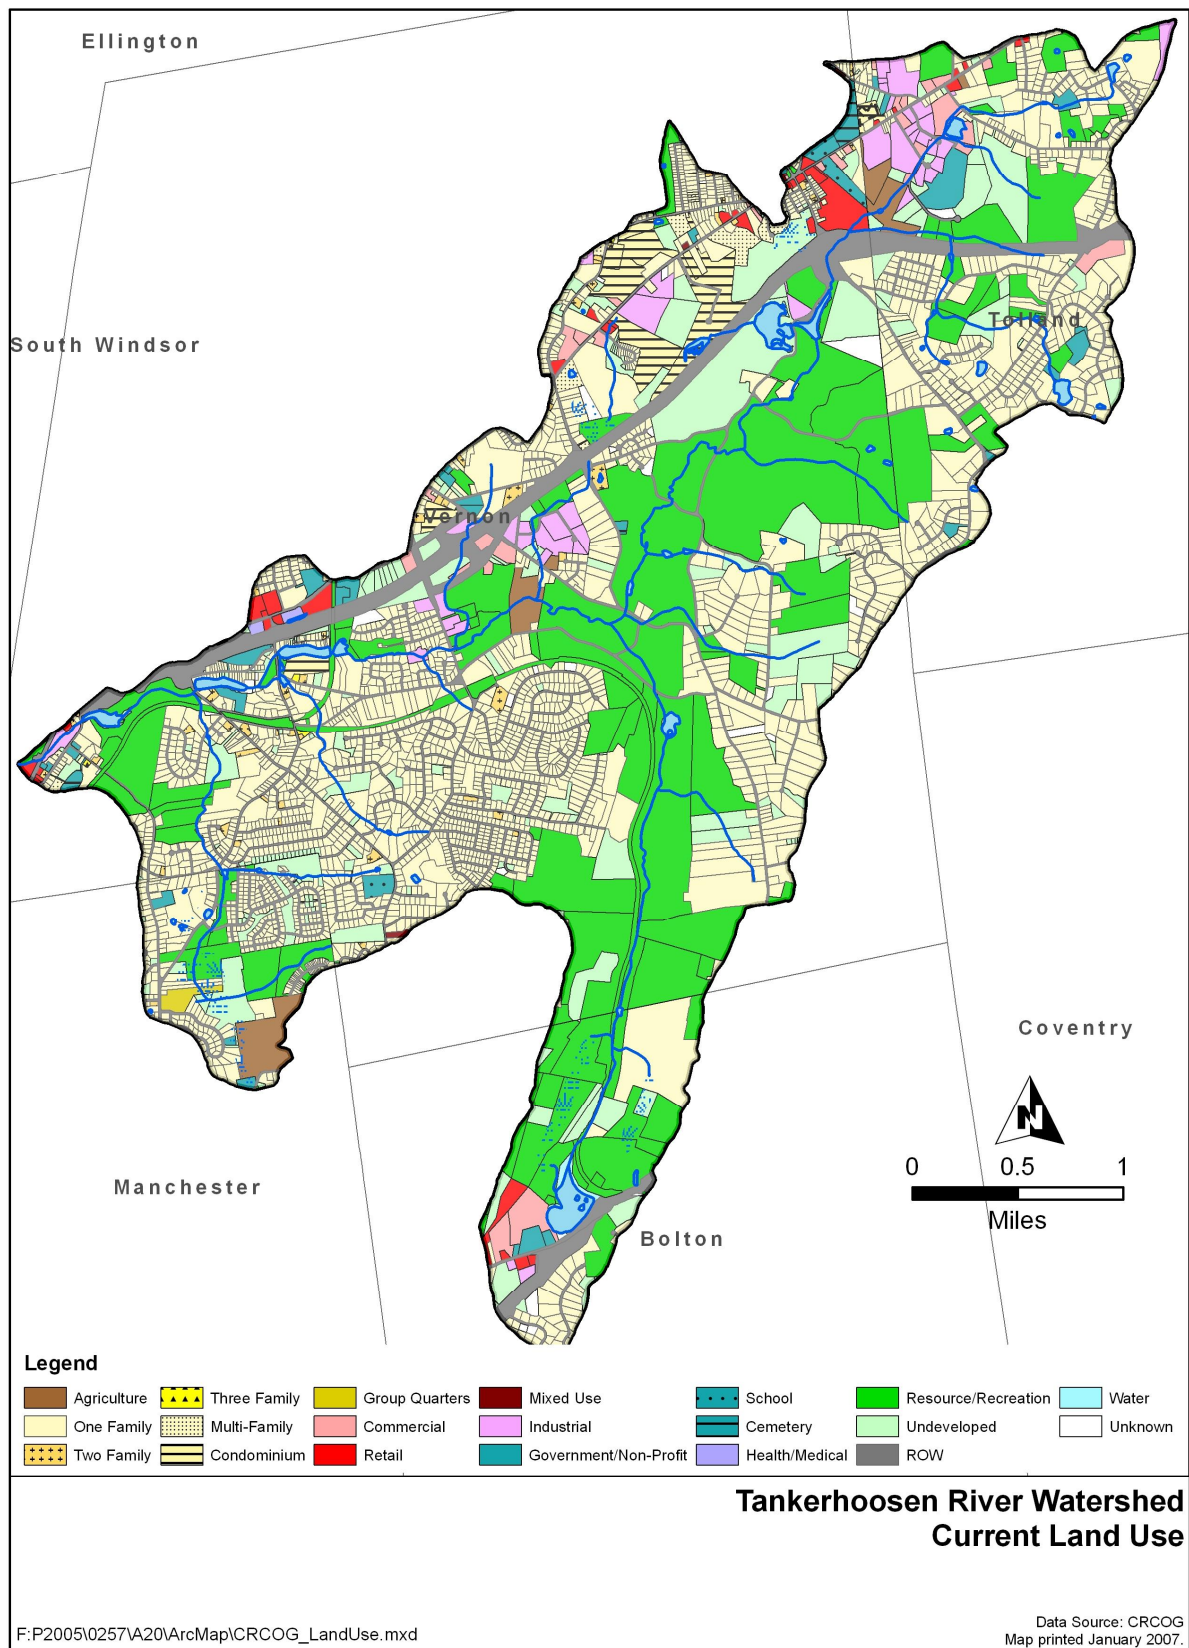 Ellington
South Windsor
Tolland
Vernon
Coventry
N
0 0.5 1
Miles
Manchester
Bolton
Legend
Agriculture Three Family Group Quarters Mixed Use School Resource/Recreation Water
One Family Multi-Family Commercial Industrial Cemetery Undeveloped Unknown
Two Family Condominium Retail Government/Non-Profit Health/Medical ROW
Tankerhoosen River Watershed
Current Land Use
F:P2005\0257\A20\ArcMap\CRCOG_LandUse.mxd
Data Source: CRCOG
Map printed January 2007.